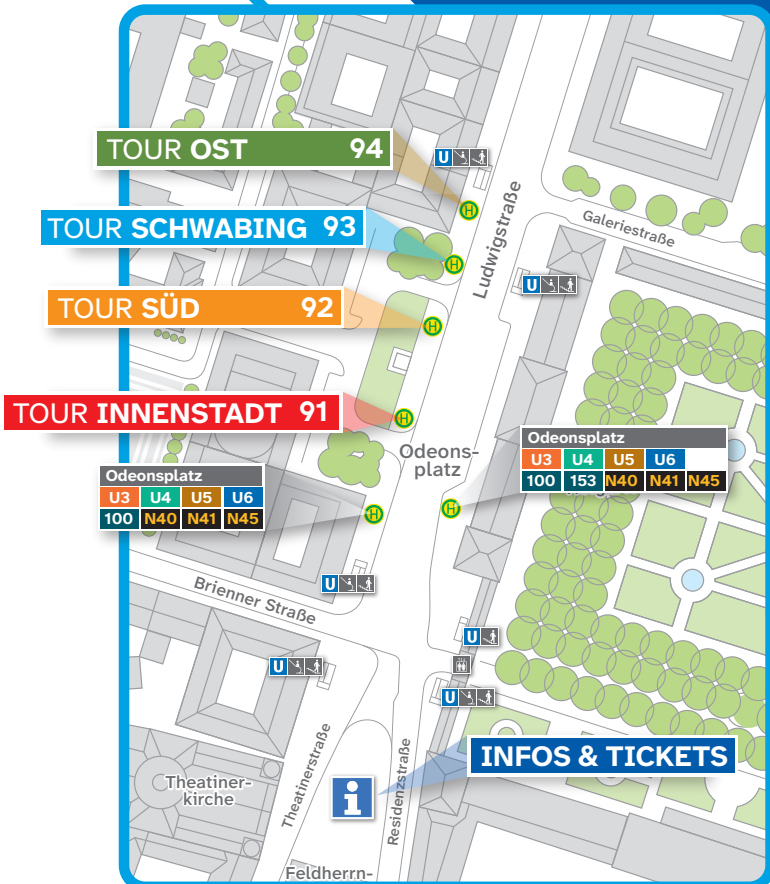 TOUR OST 94
U
Ludwigstraße
Galeriestraße
TOUR SCHWABING 93
U
TOUR SÜD 92
TOUR INNENSTADT 91
Odeons-
platz
Odeonsplatz
U3 U4 U5 U6
100 153 N40 N41 N45
Odeonsplatz
U3 U4 U5 U6
100 N40 N41 N45
H
H
H
H
H
H
U
Brienner Straße
U
U
U
INFOS & TICKETS
Theatinerstraße
Residenzstraße
Theatiner-
kirche
i
Feldherrn-